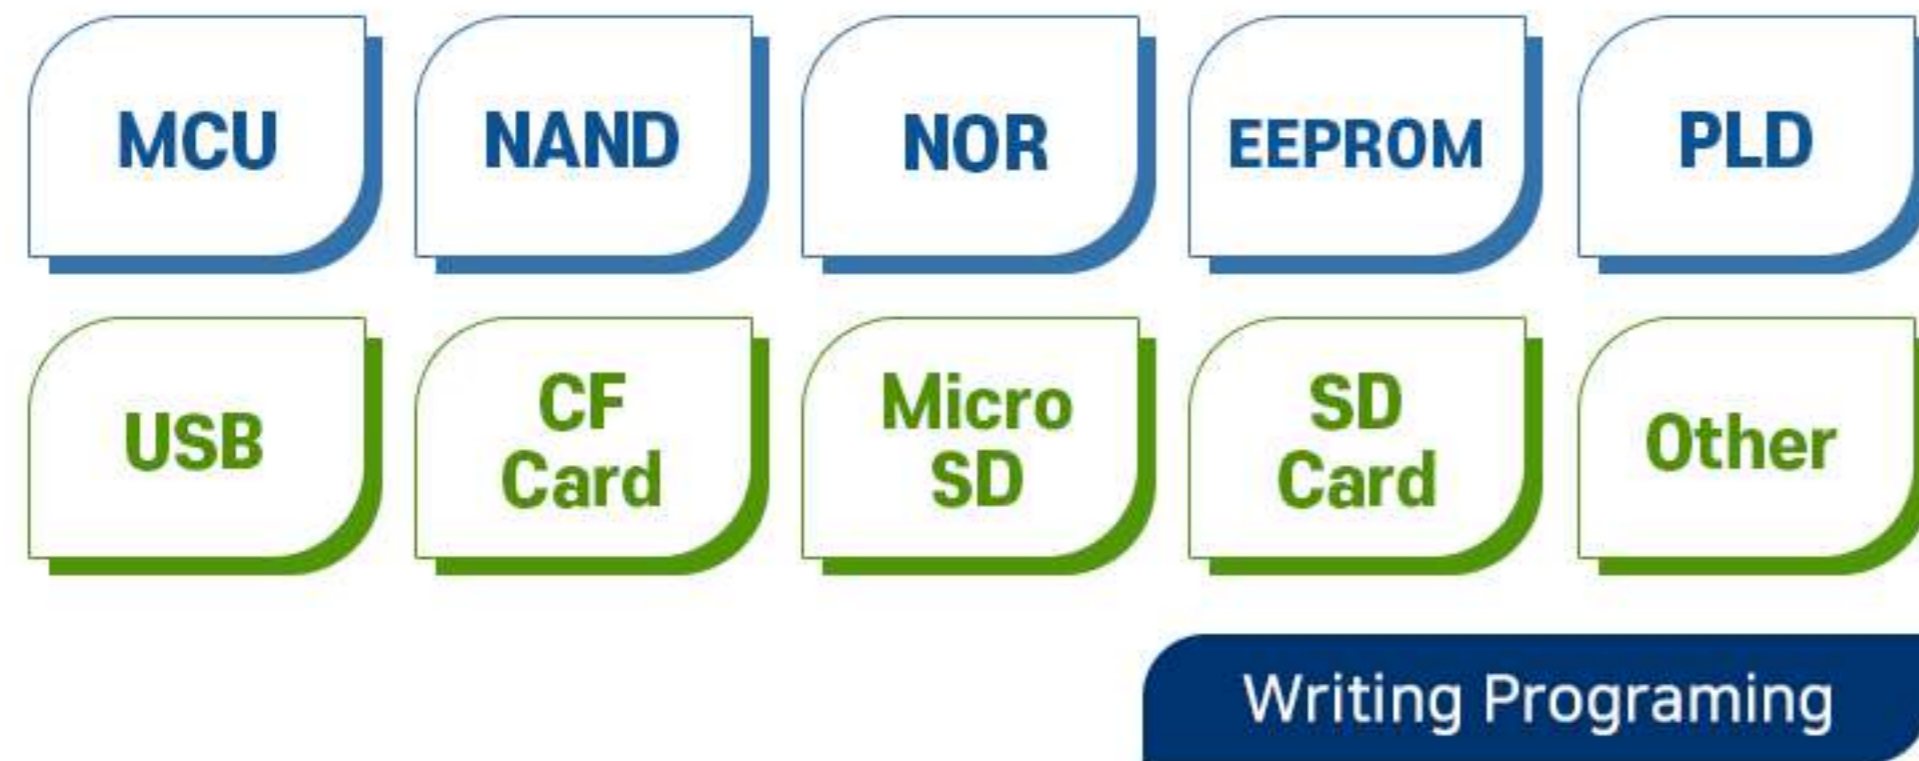 MCU
NAND
NOR
EEPROM
PLD
USB
CF
Card
Micro
SD
SD
Card
Other
Writing Programing